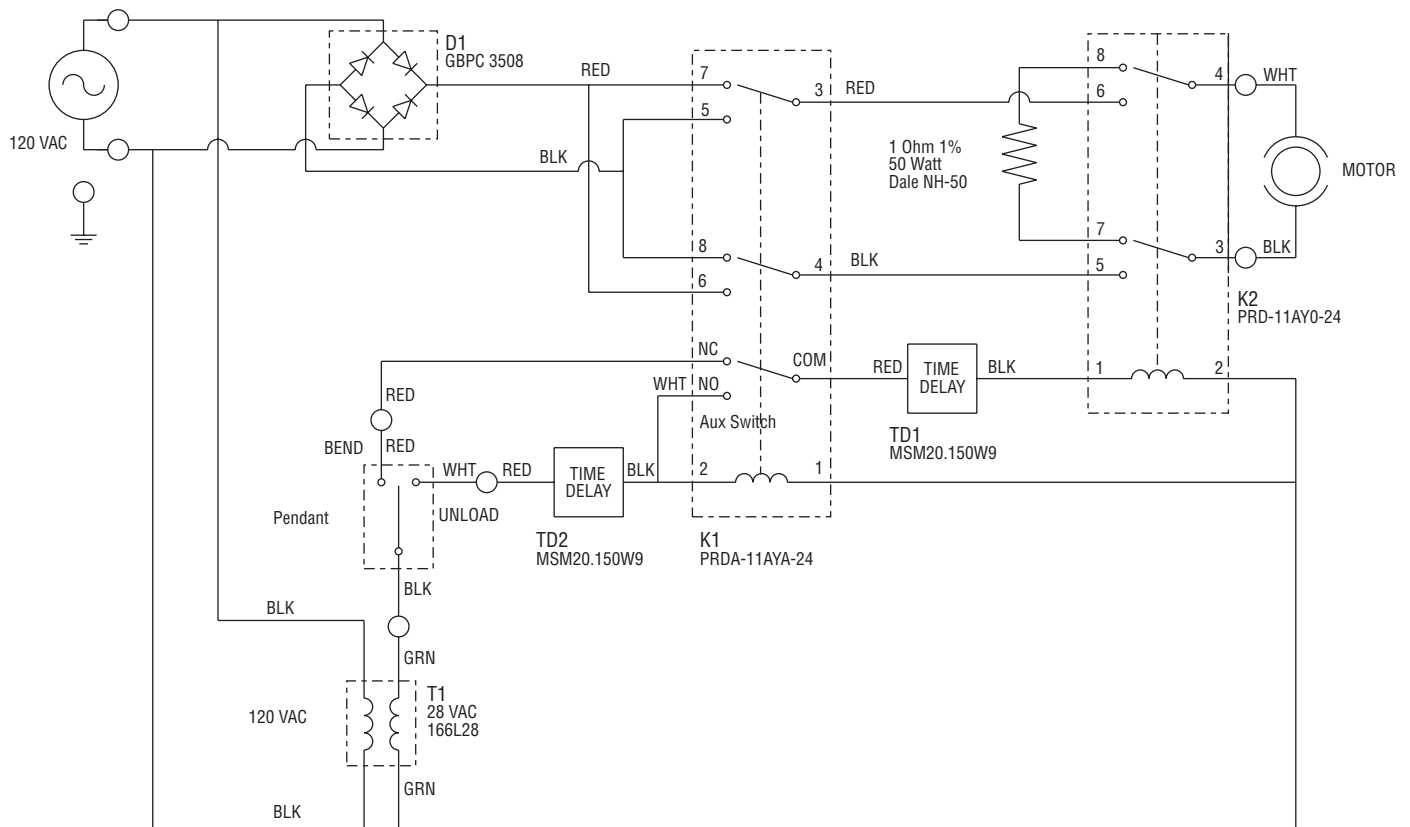 D1
GBPC 3508
RED
7
3
RED
5
8
4
WHT
6
120 VAC
BLK
1 Ohm 1%
50 Watt
Dale NH-50
MOTOR
8
4
BLK
6
7
3
BLK
5
K2
PRD-11AY0-24
NC
COM
RED
TIME
DELAY
BLK
1
2
WHT
NO
RED
Aux Switch
TD1
MSM20.150W9
BEND
RED
WHT
RED
TIME
DELAY
BLK
2
1
Pendant
UNLOAD
TD2
MSM20.150W9
K1
PRDA-11AYA-24
BLK
BLK
GRN
120 VAC
T1
28 VAC
166L28
GRN
BLK